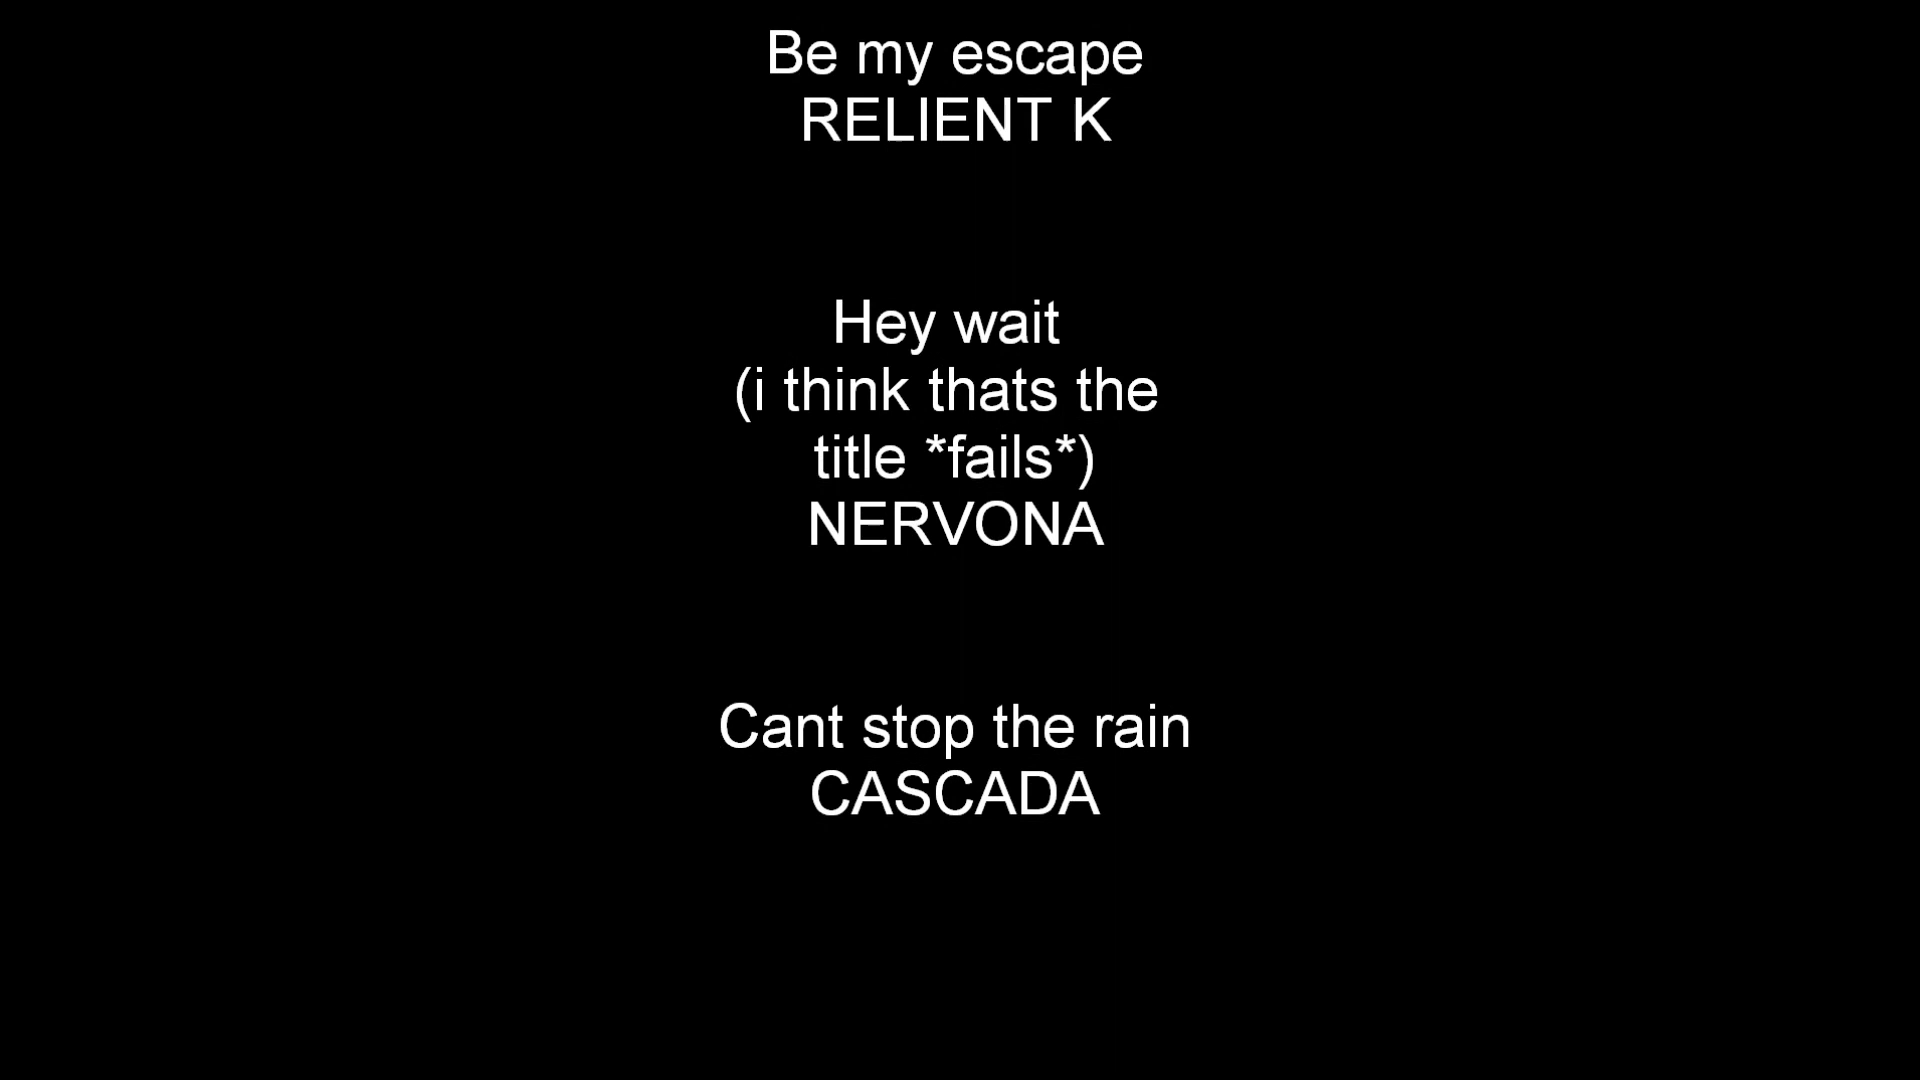 Be my escape
RELIENT K
Hey wait
(i think thats the
title *fails*)
NERVONA
Cant stop the rain
CASCADA